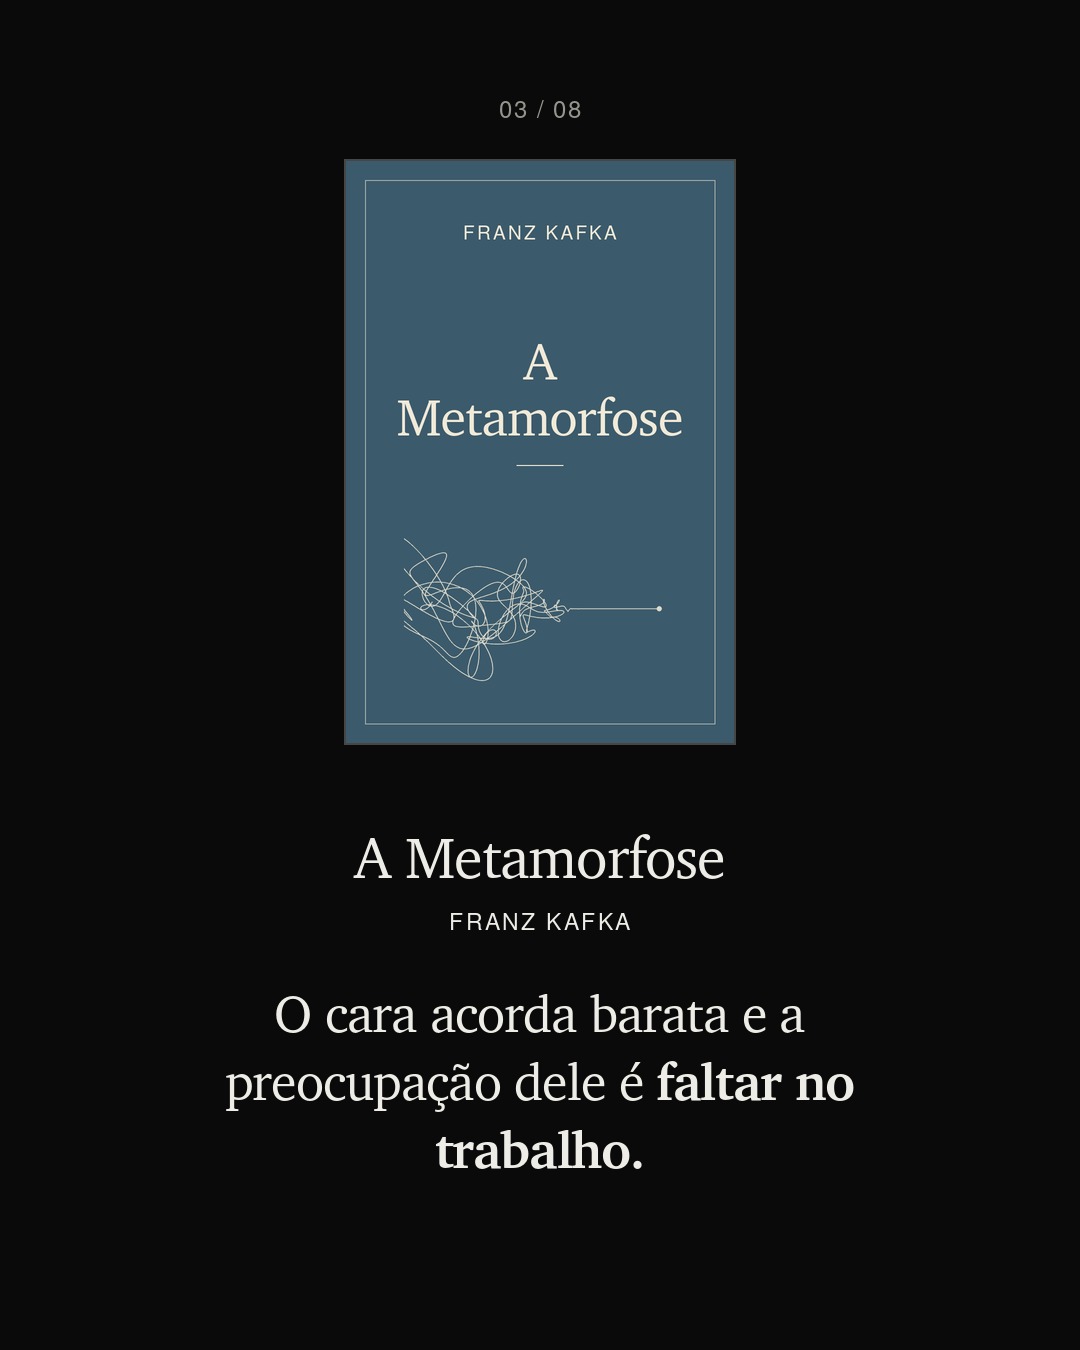 03 / 08
FRANZ KAFKA
A
Metamorfose
A Metamorfose
FRANZ KAFKA
O cara acorda barata e a
preocupação dele é faltar no
trabalho.